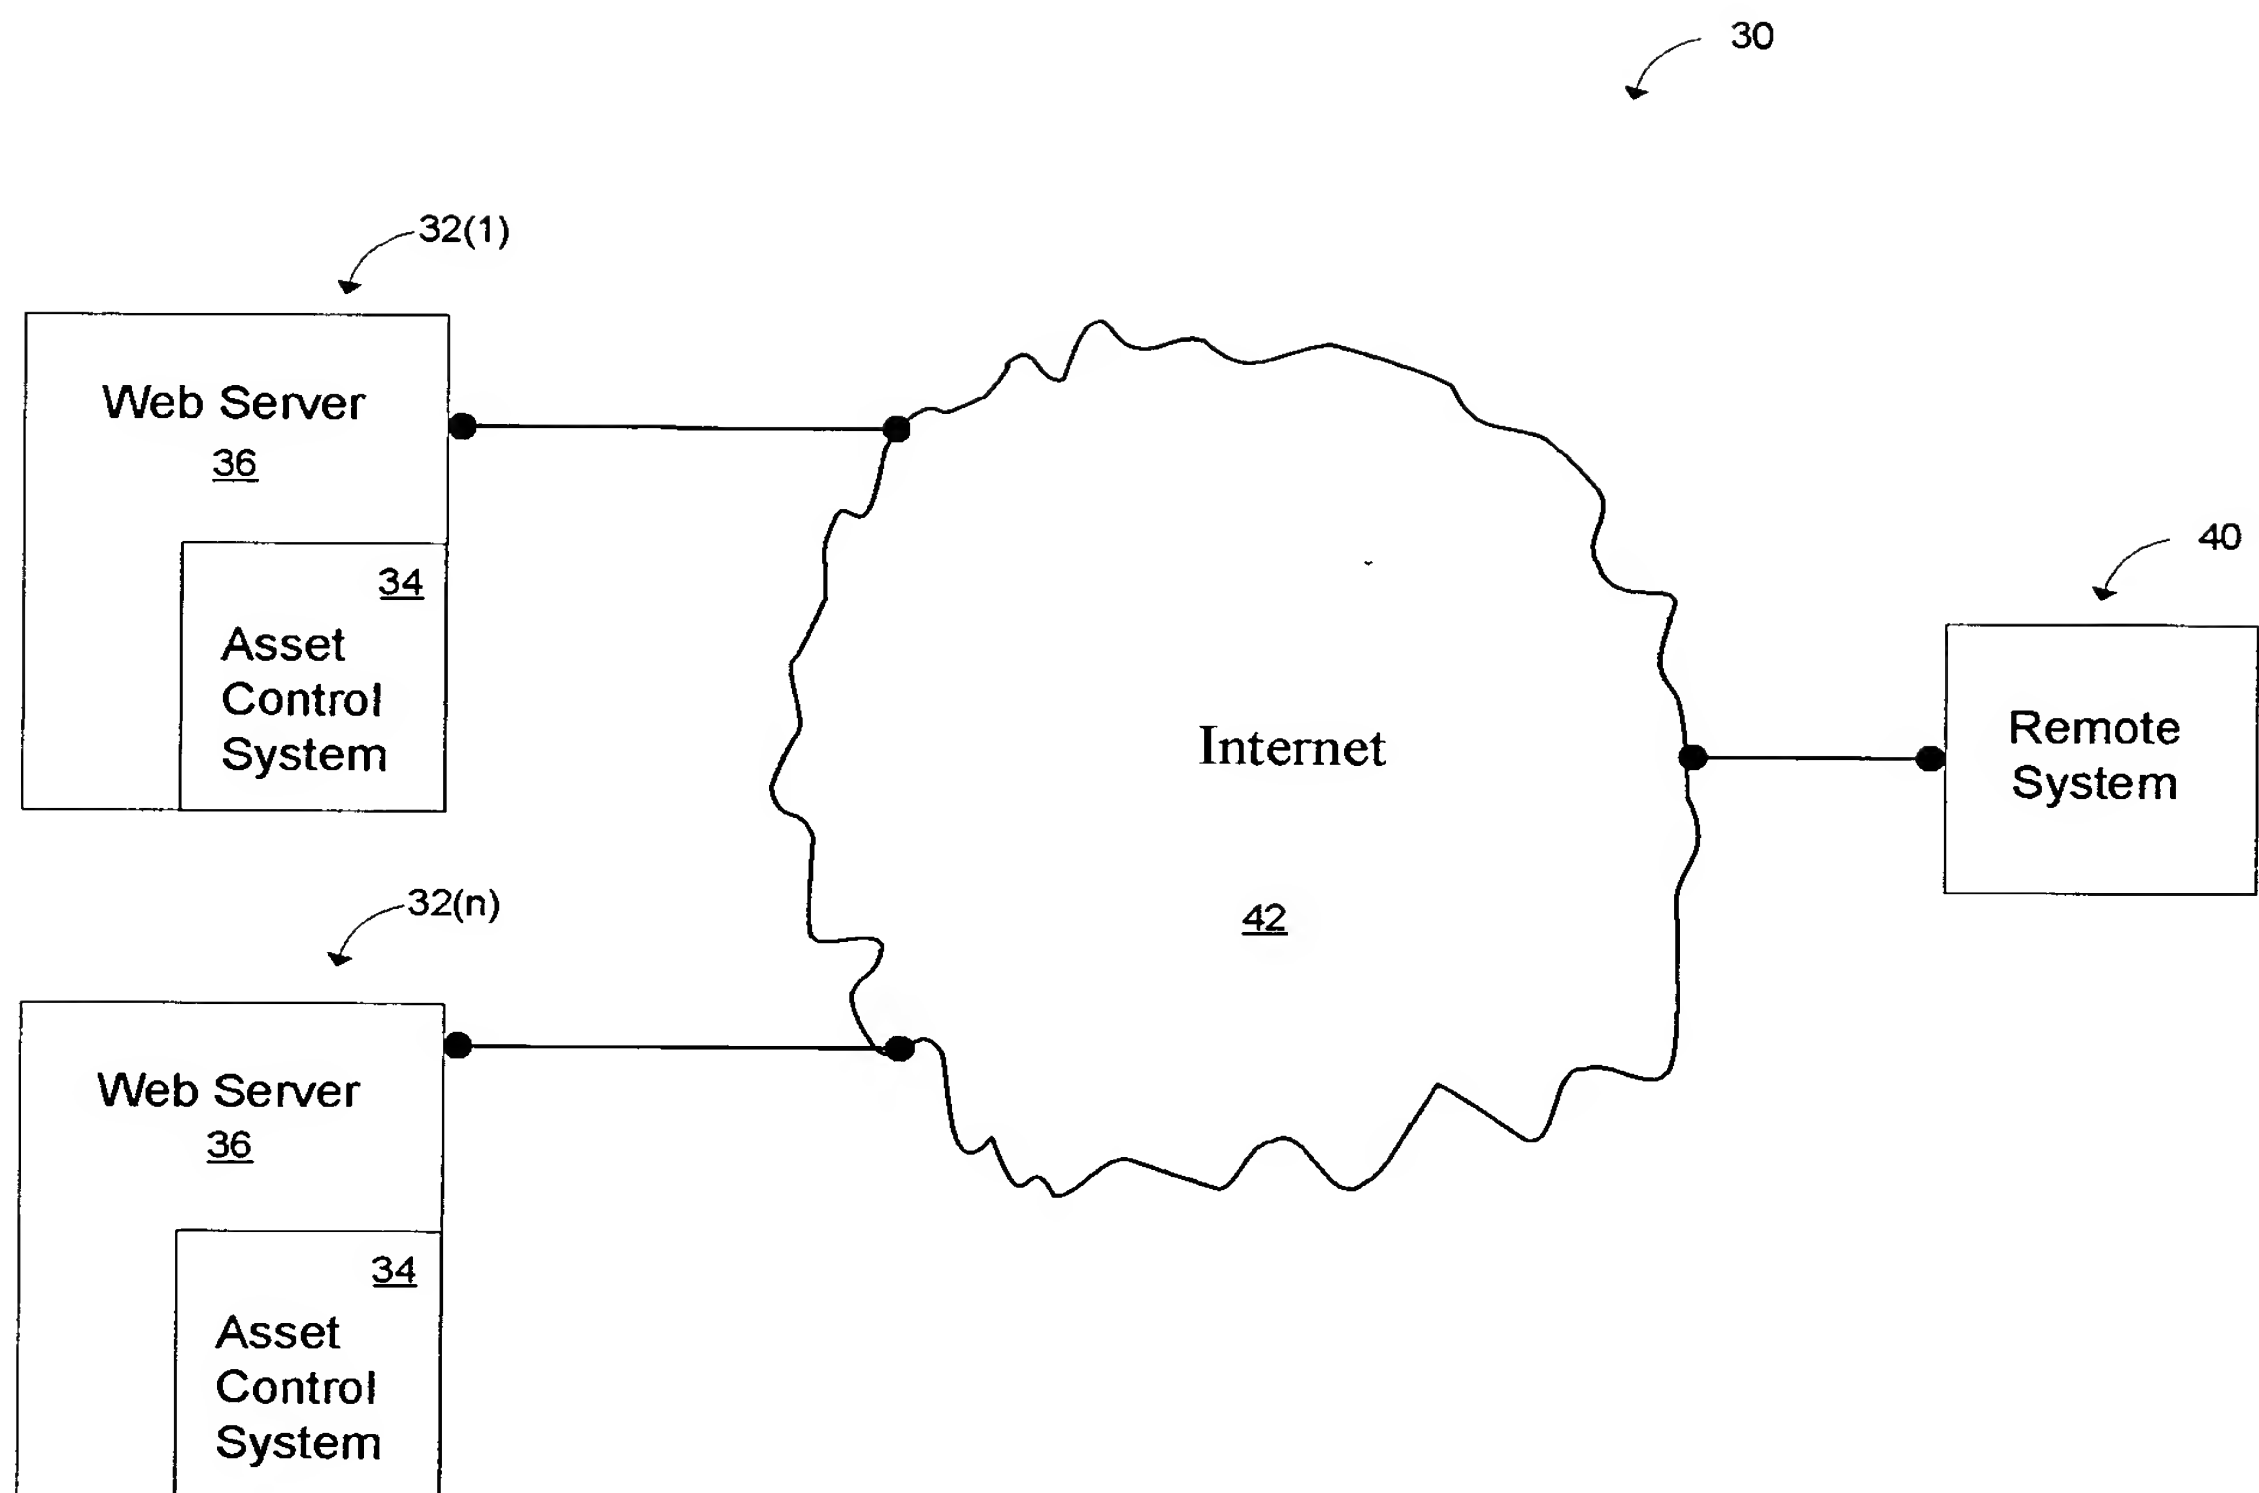 30
32(1)
Web Server
36
34
Asset
Control
System
Internet
42
40
Remote
System
32(n)
Web Server
36
34
Asset
Control
System